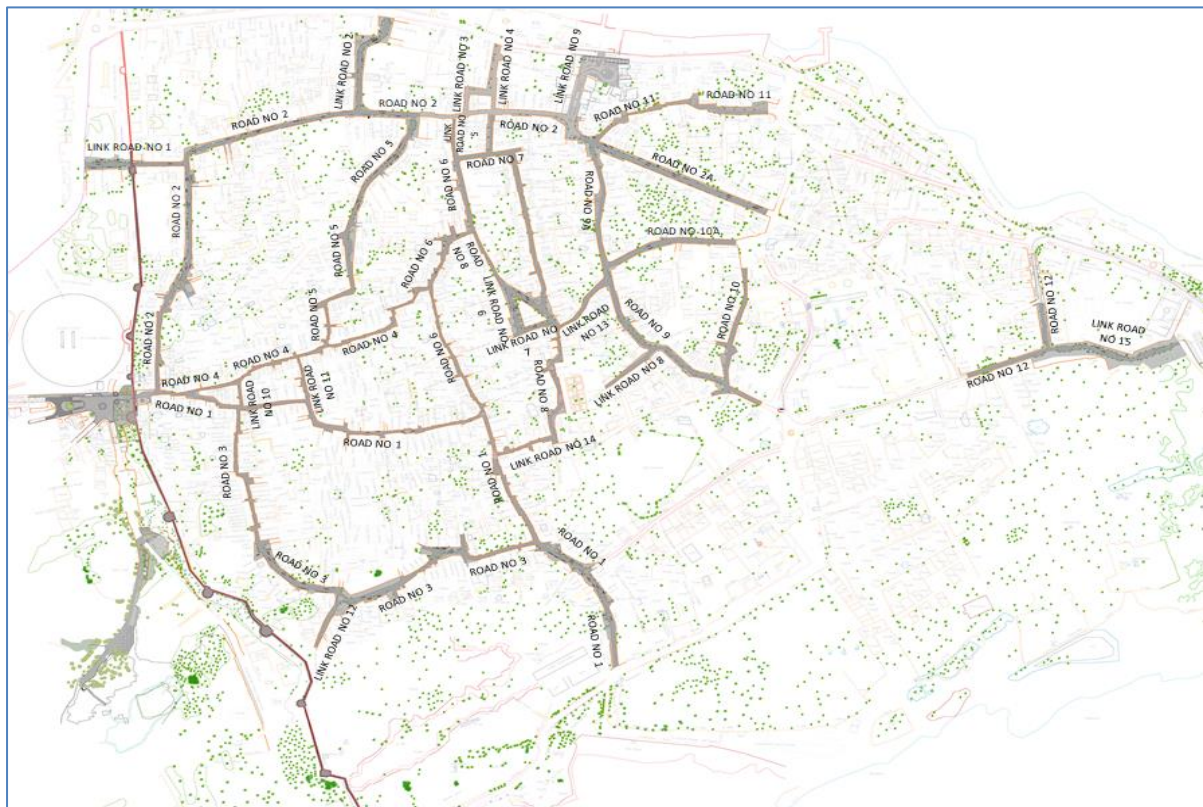 LINK ROAD NO 2
LINK ROAD NO 3
LINK ROAD NO 4
LINK ROAD NO 9
ROAD NO 2
ROAD NO 11
ROAD NO 11
ROAD NO 2
LINK
ROAD NO
5
ROAD NO 2
LINK ROAD NO 1
ROAD NO 5
ROAD NO 7
ROAD NO 2A
ROAD NO 2
ROAD NO 6
ROAD NO 9A
ROAD NO 5
ROAD NO 6
ROAD
NO 8
ROAD NO 10A
ROAD NO 5
LINK ROAD NO
6
ROAD NO 10
ROAD NO 12
ROAD NO 2
ROAD NO 4
ROAD NO 6
LINK ROAD NO
7
LINK ROAD
NO 13
ROAD NO 9
LINK ROAD
NO 15
ROAD NO 4
ROAD NO 4
LINK ROAD
NO 12
ROAD NO 8
LINK ROAD NO 8
ROAD NO 12
ROAD NO 1
LINK ROAD
NO 10
ROAD NO 1
LINK ROAD NO 14
ROAD NO 3
ROAD NO 1
ROAD NO 3
ROAD NO 3
ROAD NO 3
ROAD NO 1
LINK ROAD NO 12
ROAD NO 1